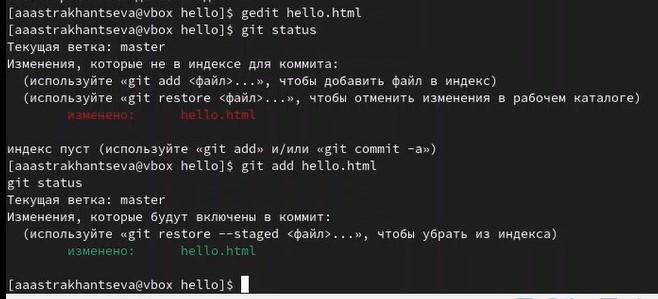 [aaastrakhantseva@vbox hello]$ gedit hello.html
[aaastrakhantseva@vbox hello]$ git status
Текущая ветка: master
Изменения, которые не в индексе для коммита:
(используйте «git add <файл>...», чтобы добавить файл в индекс)
(используйте «git restore <файл>...», чтобы отменить изменения в рабочем каталоге)
изменено: hello.html
индекс пуст (используйте «git add» и/или «git commit -a»)
[aaastrakhantseva@vbox hello]$ git add hello.html
git status
Текущая ветка: master
Изменения, которые будут включены в коммит:
(используйте «git restore --staged <файл>...», чтобы убрать из индекса)
изменено: hello.html
[aaastrakhantseva@vbox hello]$